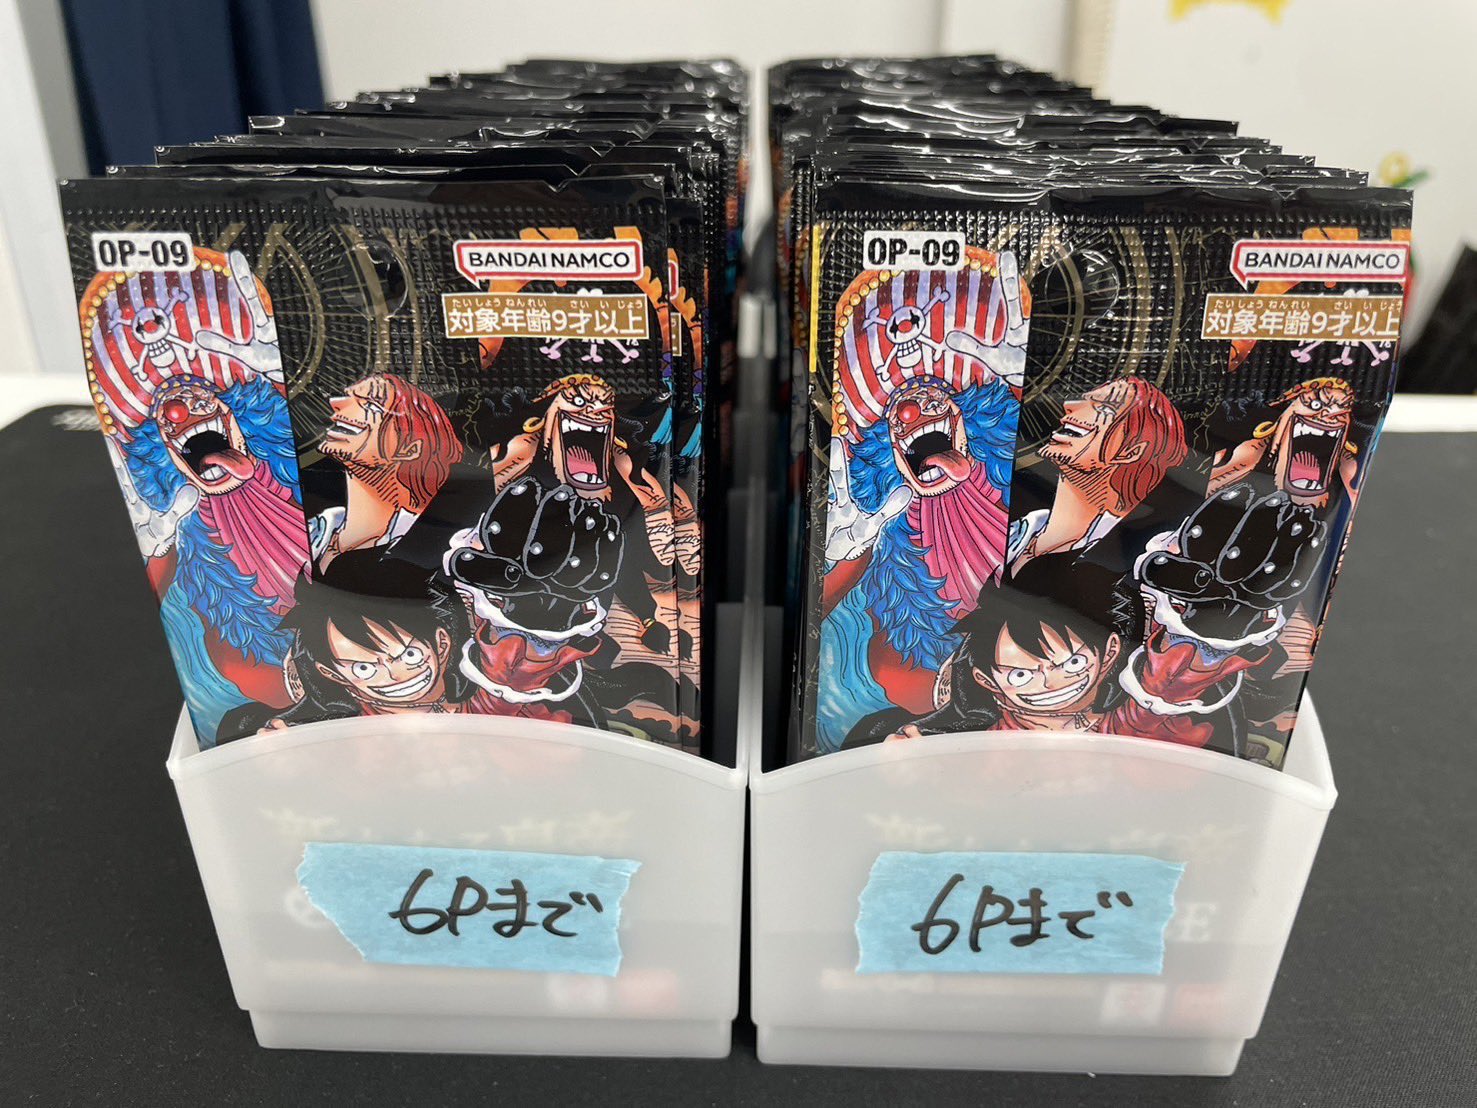 OP-09
BANDAI NAMCO
たいしょうねんれい さいいじょう
対象年齢9才以上
OP-09
BANDAI NAMCO
たいしょうねんれい さいいじょう
対象年齢9才以上
6Pまで
6Pまで